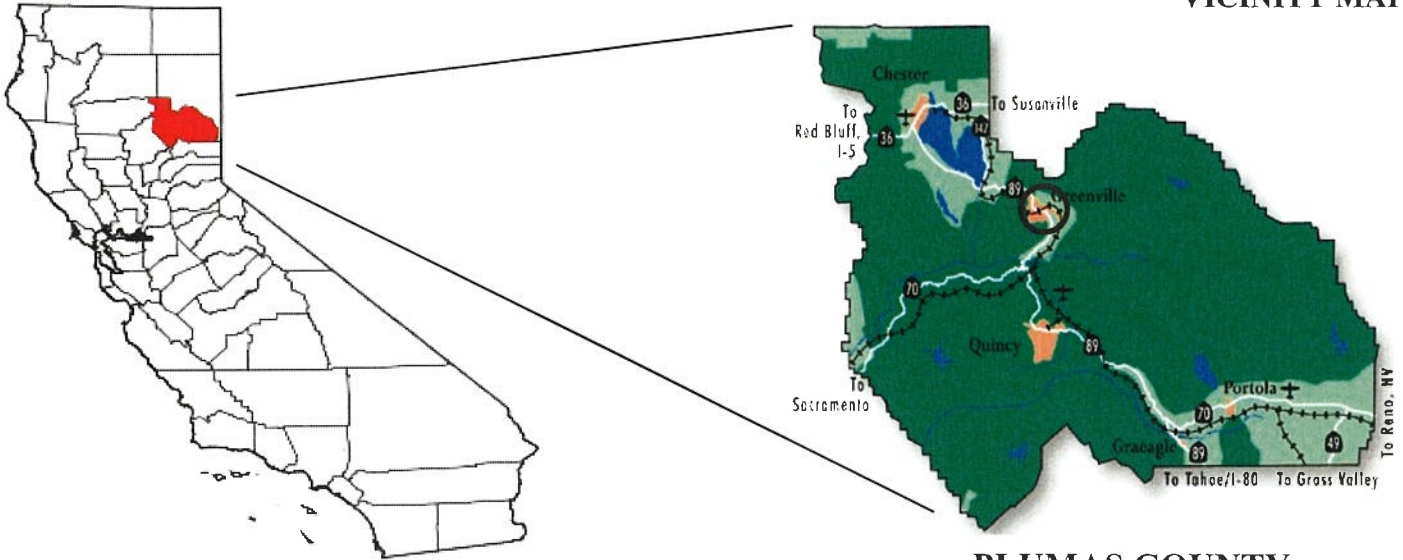 VICINITY MAP
Chester
36
To Susanville
To
Red Bluff,
I-5
36
147
89
Greenville
70
Quincy
89
To
Sacramento
Portola
70
To Reno, NV
Graeagle
89
49
To Tahoe/I-80
To Grass Valley
PLUMAS COUNTY